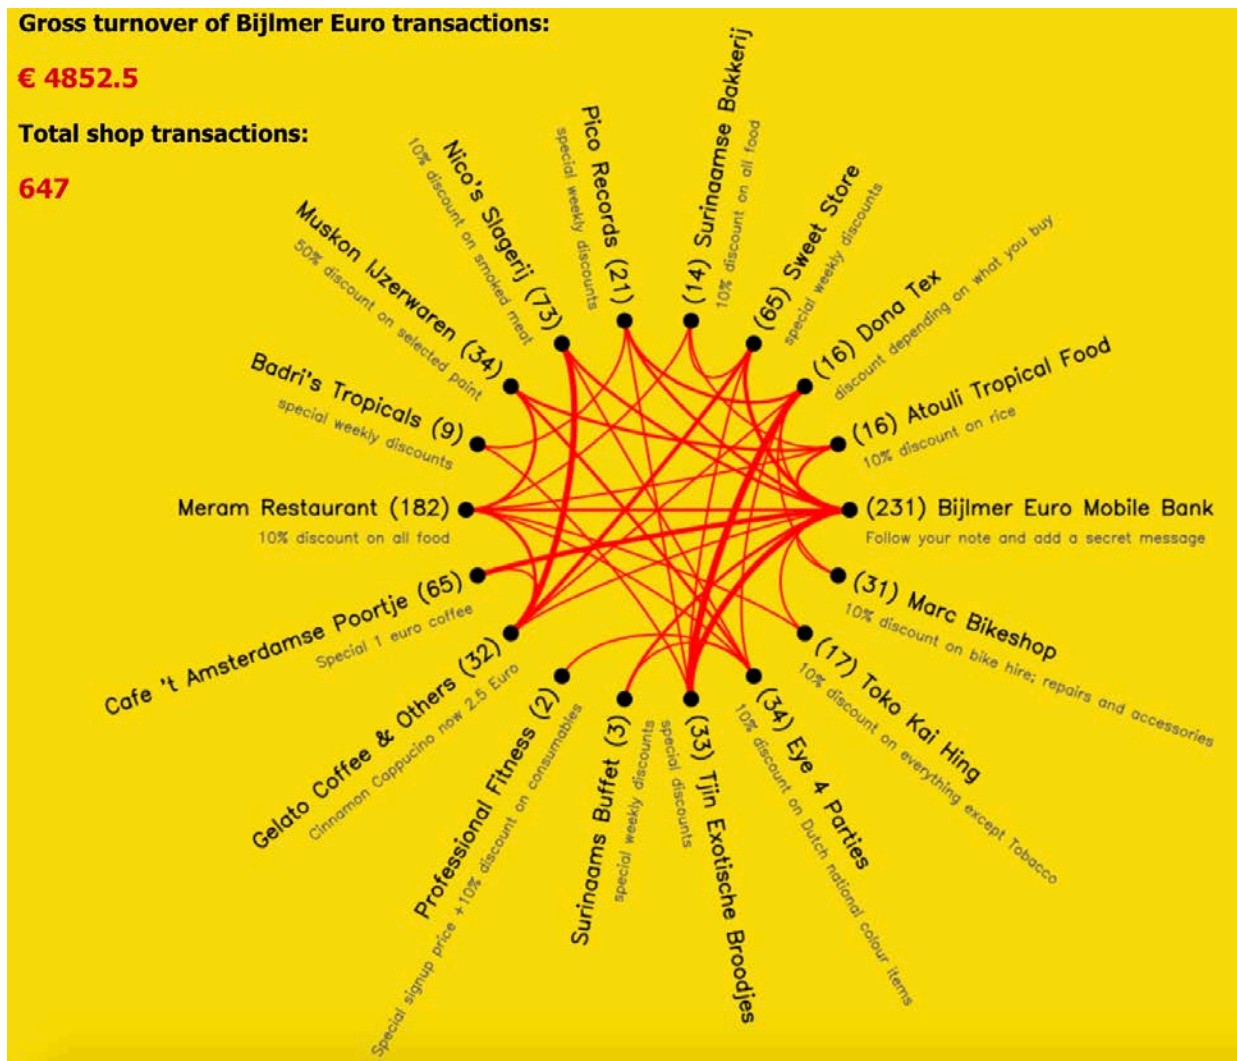 Gross turnover of Bijlmer Euro transactions:
€ 4852.5
Total shop transactions:
647
Surinaamse Bakkerij (14)
10% discount on all food
(65) Sweet Store
special weekly discounts
(16) Dona Tex
discount depending on what you buy
(16) Atouli Tropical Food
10% discount on rice
(231) Bijlmer Euro Mobile Bank
Follow your note and add a secret message
(31) Marc Bikeshop
10% discount on bike hire; repairs and accessories
(17) Toko Kai Hing
10% discount on everything except Tobacco
(34) Eye 4 Parties
10% discount on Dutch national colour items
(33) Tjin Exotische Broodjes
special discounts
Surinaams Buffet (3)
special weekly discounts
Professional Fitness (2)
Special signup price +10% discount on consumables
Gelato Coffee & Others (32)
Cinnamon Cappucino now 2.5 Euro
Cafe 't Amsterdamse Poortje (65)
Special 1 euro coffee
Meram Restaurant (182)
10% discount on all food
Badri's Tropicals (9)
special weekly discounts
Muskon IJzerwaren (34)
50% discount on selected paint
Nico's Slagerij (73)
10% discount on smoked meat
Pico Records (21)
special weekly discounts